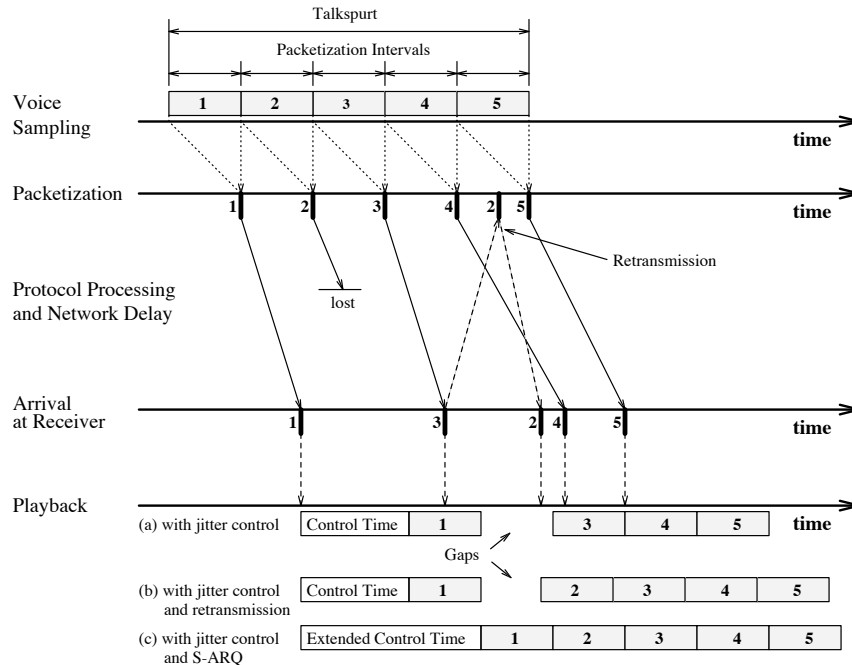 Talkspurt
Packetization Intervals
Voice
Sampling
1 2 3 4 5
time
Packetization
1 2 3 4 2 5
time
Retransmission
Protocol Processing
and Network Delay
lost
Arrival
at Receiver
1 3 2 4 5
time
Playback
time
(a) with jitter control
Control Time 1 3 4 5
Gaps
(b) with jitter control
and retransmission
Control Time 1 2 3 4 5
(c) with jitter control
and S-ARQ
Extended Control Time 1 2 3 4 5